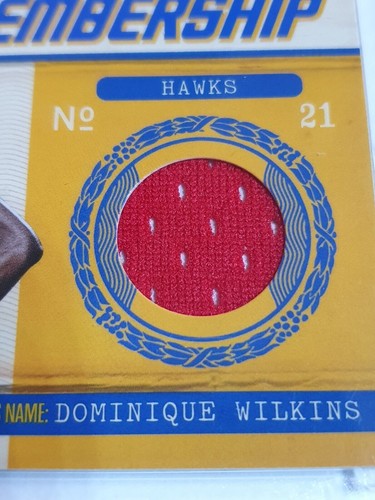 EMBERSHIP
HAWKS
Nº 21
NAME: DOMINIQUE WILKINS